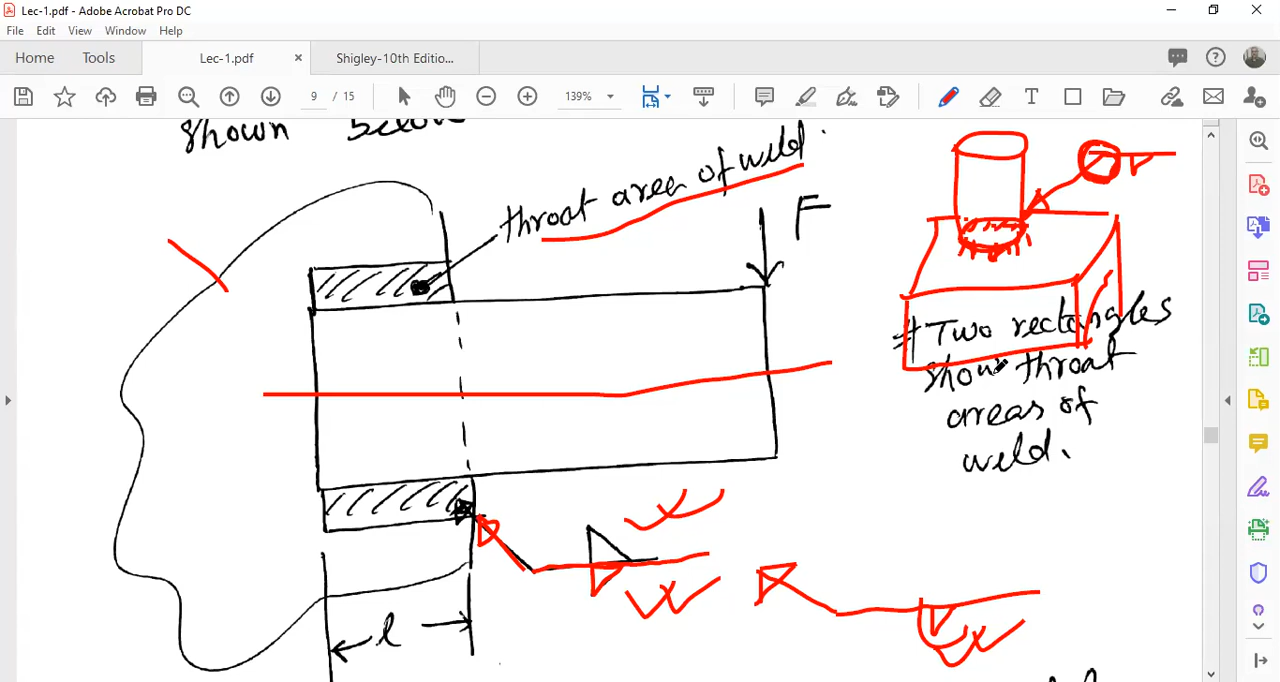 Lec-1.pdf - Adobe Acrobat Pro DC
File Edit View Window Help
Home Tools Lec-1.pdf × Shigley-10th Editio...
9 / 15 139%
shown below
throat area of weld.
F
# Two rectangles
show throat
areas of
weld.
l